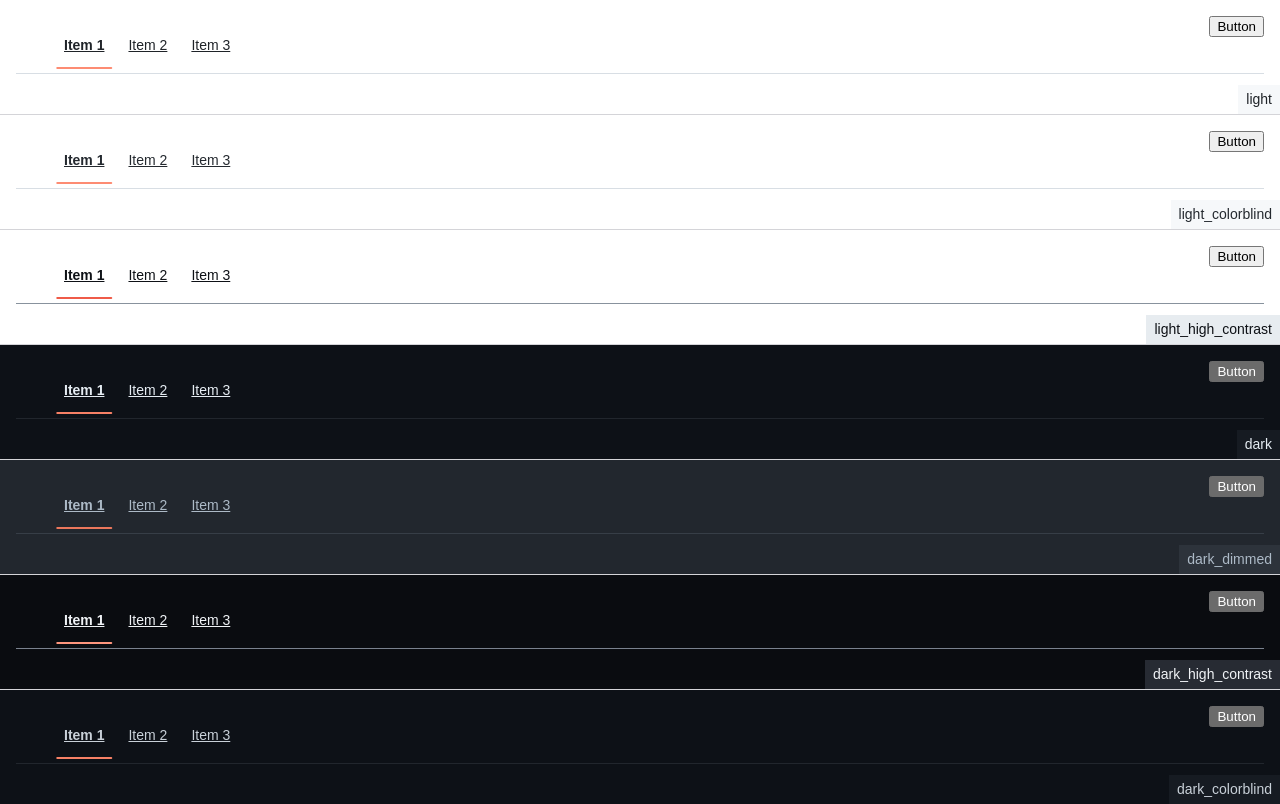 Button
Item 1 Item 2 Item 3
light
Button
Item 1 Item 2 Item 3
light_colorblind
Button
Item 1 Item 2 Item 3
light_high_contrast
Button
Item 1 Item 2 Item 3
dark
Button
Item 1 Item 2 Item 3
dark_dimmed
Button
Item 1 Item 2 Item 3
dark_high_contrast
Button
Item 1 Item 2 Item 3
dark_colorblind